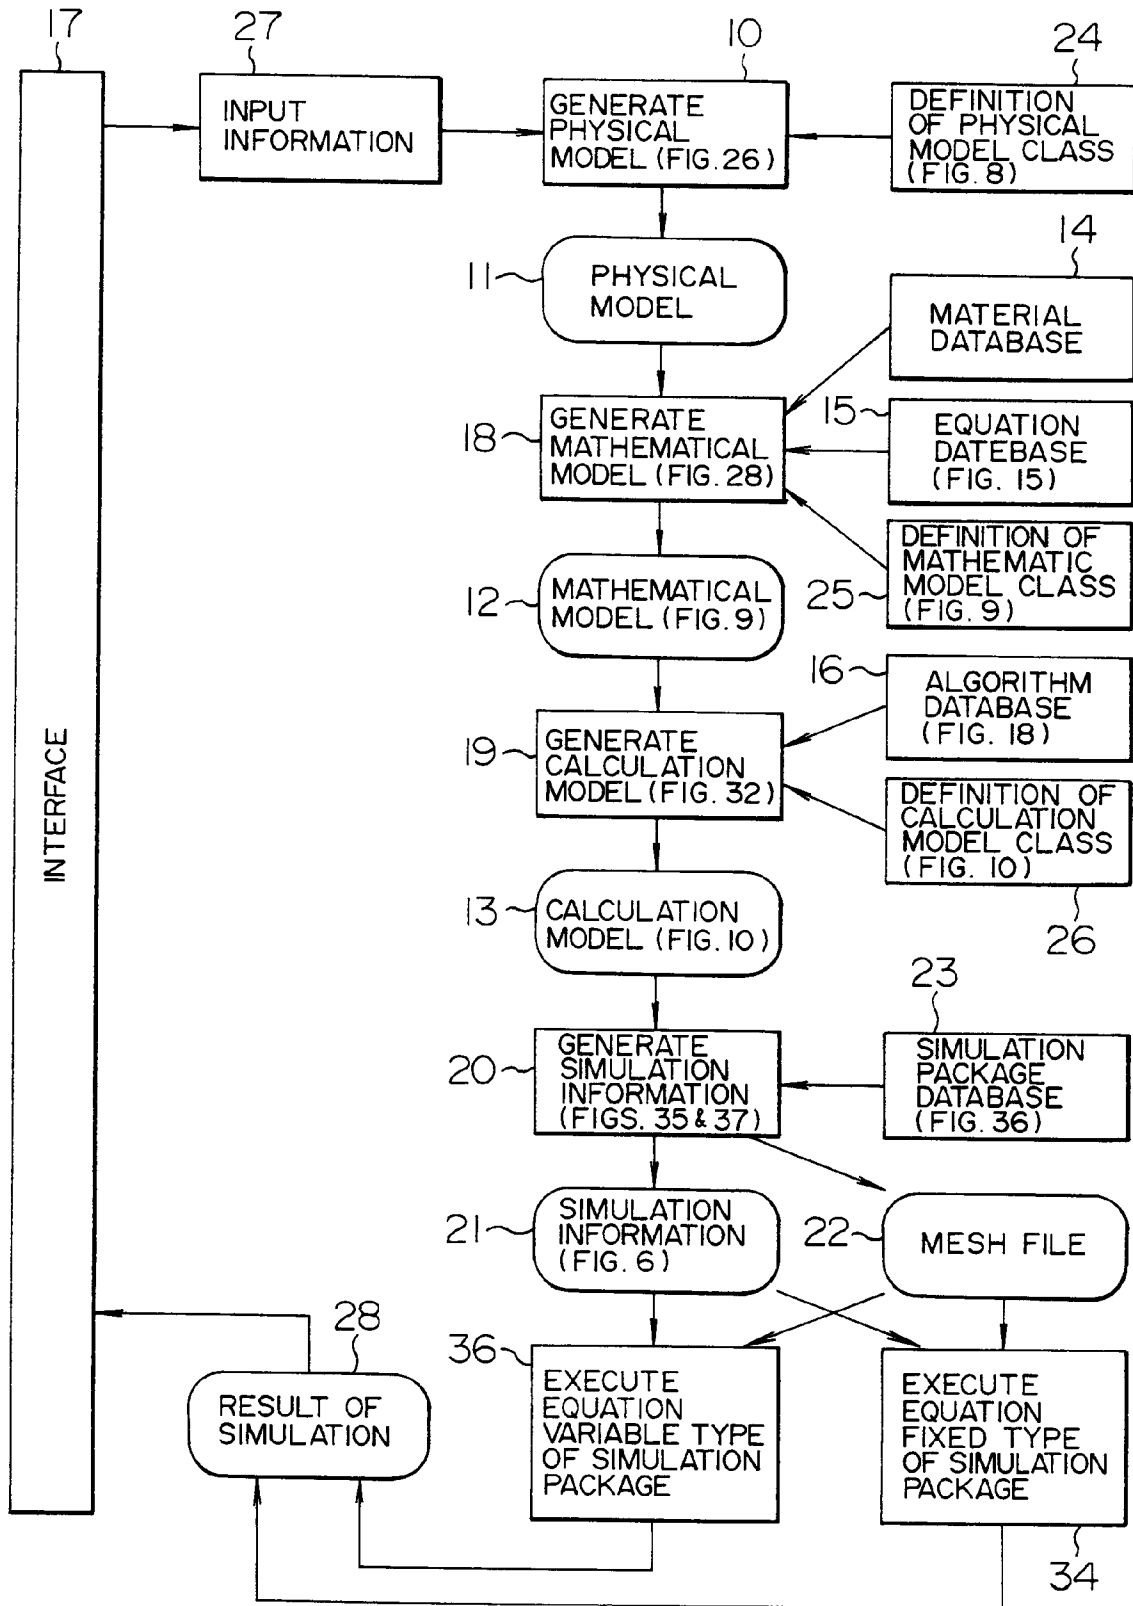 17
27
10
24
INPUT
INFORMATION
GENERATE
PHYSICAL
MODEL (FIG. 26)
DEFINITION
OF PHYSICAL
MODEL CLASS
(FIG. 8)
11
PHYSICAL
MODEL
14
MATERIAL
DATABASE
18
GENERATE
MATHEMATICAL
MODEL (FIG. 28)
15
EQUATION
DATEBASE
(FIG. 15)
12
MATHEMATICAL
MODEL (FIG. 9)
25
DEFINITION OF
MATHEMATIC
MODEL CLASS
(FIG. 9)
INTERFACE
19
GENERATE
CALCULATION
MODEL (FIG. 32)
16
ALGORITHM
DATABASE
(FIG. 18)
DEFINITION OF
CALCULATION
MODEL CLASS
(FIG. 10)
26
13
CALCULATION
MODEL (FIG. 10)
20
GENERATE
SIMULATION
INFORMATION
(FIGS. 35 & 37)
23
SIMULATION
PACKAGE
DATABASE
(FIG. 36)
21
SIMULATION
INFORMATION
(FIG. 6)
22
MESH FILE
28
RESULT OF
SIMULATION
36
EXECUTE
EQUATION
VARIABLE TYPE
OF SIMULATION
PACKAGE
EXECUTE
EQUATION
FIXED TYPE
OF SIMULATION
PACKAGE
34